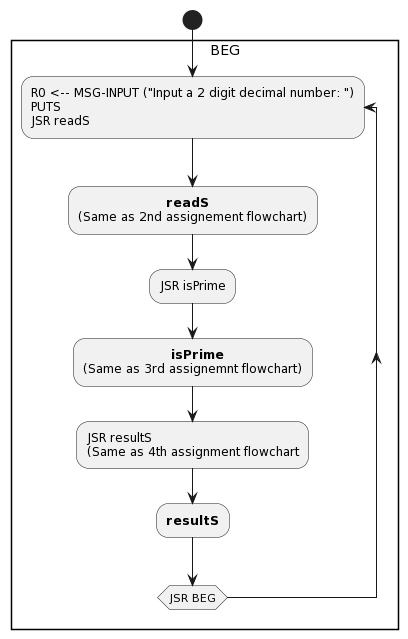 BEG
R0 <-- MSG-INPUT ("Input a 2 digit decimal number: ")
PUTS
JSR readS
readS
(Same as 2nd assignement flowchart)
JSR isPrime
isPrime
(Same as 3rd assignemnt flowchart)
JSR resultS
(Same as 4th assignment flowchart
resultS
JSR BEG